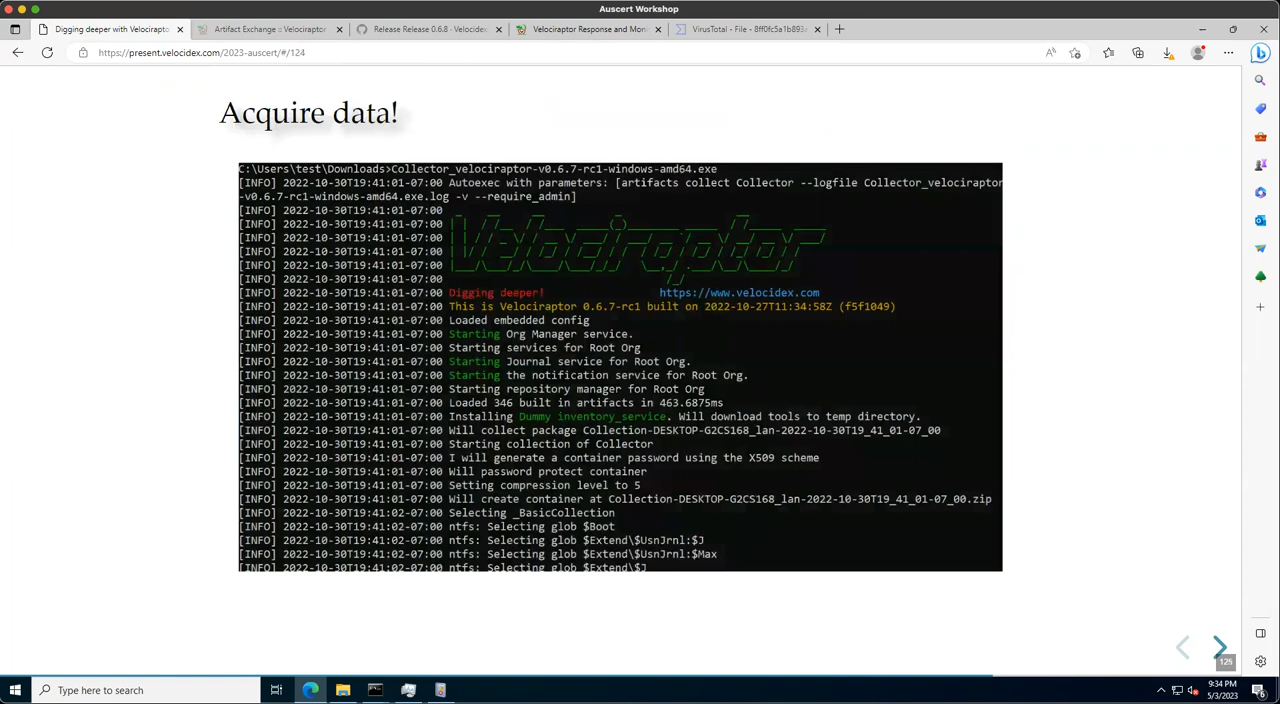 Auscert Workshop
Digging deeper with Velociraptor
Artifact Exchange :: Velociraptor
Release Release 0.6.8 · Velocidex
Velociraptor Response and Moni
VirusTotal - File - 8ff0fc5a1b893
https://present.velocidex.com/2023-auscert/#/124
Acquire data!
C:\Users\test\Downloads>Collector_velociraptor-v0.6.7-rc1-windows-amd64.exe
[INFO] 2022-10-30T19:41:01-07:00 Autoexec with parameters: [artifacts collect Collector --logfile Collector_velociraptor
-v0.6.7-rc1-windows-amd64.exe.log -v --require_admin]
[INFO] 2022-10-30T19:41:01-07:00
[INFO] 2022-10-30T19:41:01-07:00
[INFO] 2022-10-30T19:41:01-07:00 Velociraptor
[INFO] 2022-10-30T19:41:01-07:00
[INFO] 2022-10-30T19:41:01-07:00
[INFO] 2022-10-30T19:41:01-07:00
[INFO] 2022-10-30T19:41:01-07:00 Digging deeper! https://www.velocidex.com
[INFO] 2022-10-30T19:41:01-07:00 This is Velociraptor 0.6.7-rc1 built on 2022-10-27T11:34:58Z (f5f1049)
[INFO] 2022-10-30T19:41:01-07:00 Loaded embedded config
[INFO] 2022-10-30T19:41:01-07:00 Starting Org Manager service.
[INFO] 2022-10-30T19:41:01-07:00 Starting services for Root Org
[INFO] 2022-10-30T19:41:01-07:00 Starting Journal service for Root Org.
[INFO] 2022-10-30T19:41:01-07:00 Starting the notification service for Root Org.
[INFO] 2022-10-30T19:41:01-07:00 Starting repository manager for Root Org
[INFO] 2022-10-30T19:41:01-07:00 Loaded 346 built in artifacts in 463.6875ms
[INFO] 2022-10-30T19:41:01-07:00 Installing Dummy inventory_service. Will download tools to temp directory.
[INFO] 2022-10-30T19:41:01-07:00 Will collect package Collection-DESKTOP-G2CS168_lan-2022-10-30T19_41_01-07_00
[INFO] 2022-10-30T19:41:01-07:00 Starting collection of Collector
[INFO] 2022-10-30T19:41:01-07:00 I will generate a container password using the X509 scheme
[INFO] 2022-10-30T19:41:01-07:00 Will password protect container
[INFO] 2022-10-30T19:41:01-07:00 Setting compression level to 5
[INFO] 2022-10-30T19:41:01-07:00 Will create container at Collection-DESKTOP-G2CS168_lan-2022-10-30T19_41_01-07_00.zip
[INFO] 2022-10-30T19:41:02-07:00 Selecting _BasicCollection
[INFO] 2022-10-30T19:41:02-07:00 ntfs: Selecting glob $Boot
[INFO] 2022-10-30T19:41:02-07:00 ntfs: Selecting glob $Extend\$UsnJrnl:$J
[INFO] 2022-10-30T19:41:02-07:00 ntfs: Selecting glob $Extend\$UsnJrnl:$Max
[INFO] 2022-10-30T19:41:02-07:00 ntfs: Selecting glob $Extend\$J
125
Type here to search
9:34 PM
5/3/2023
6